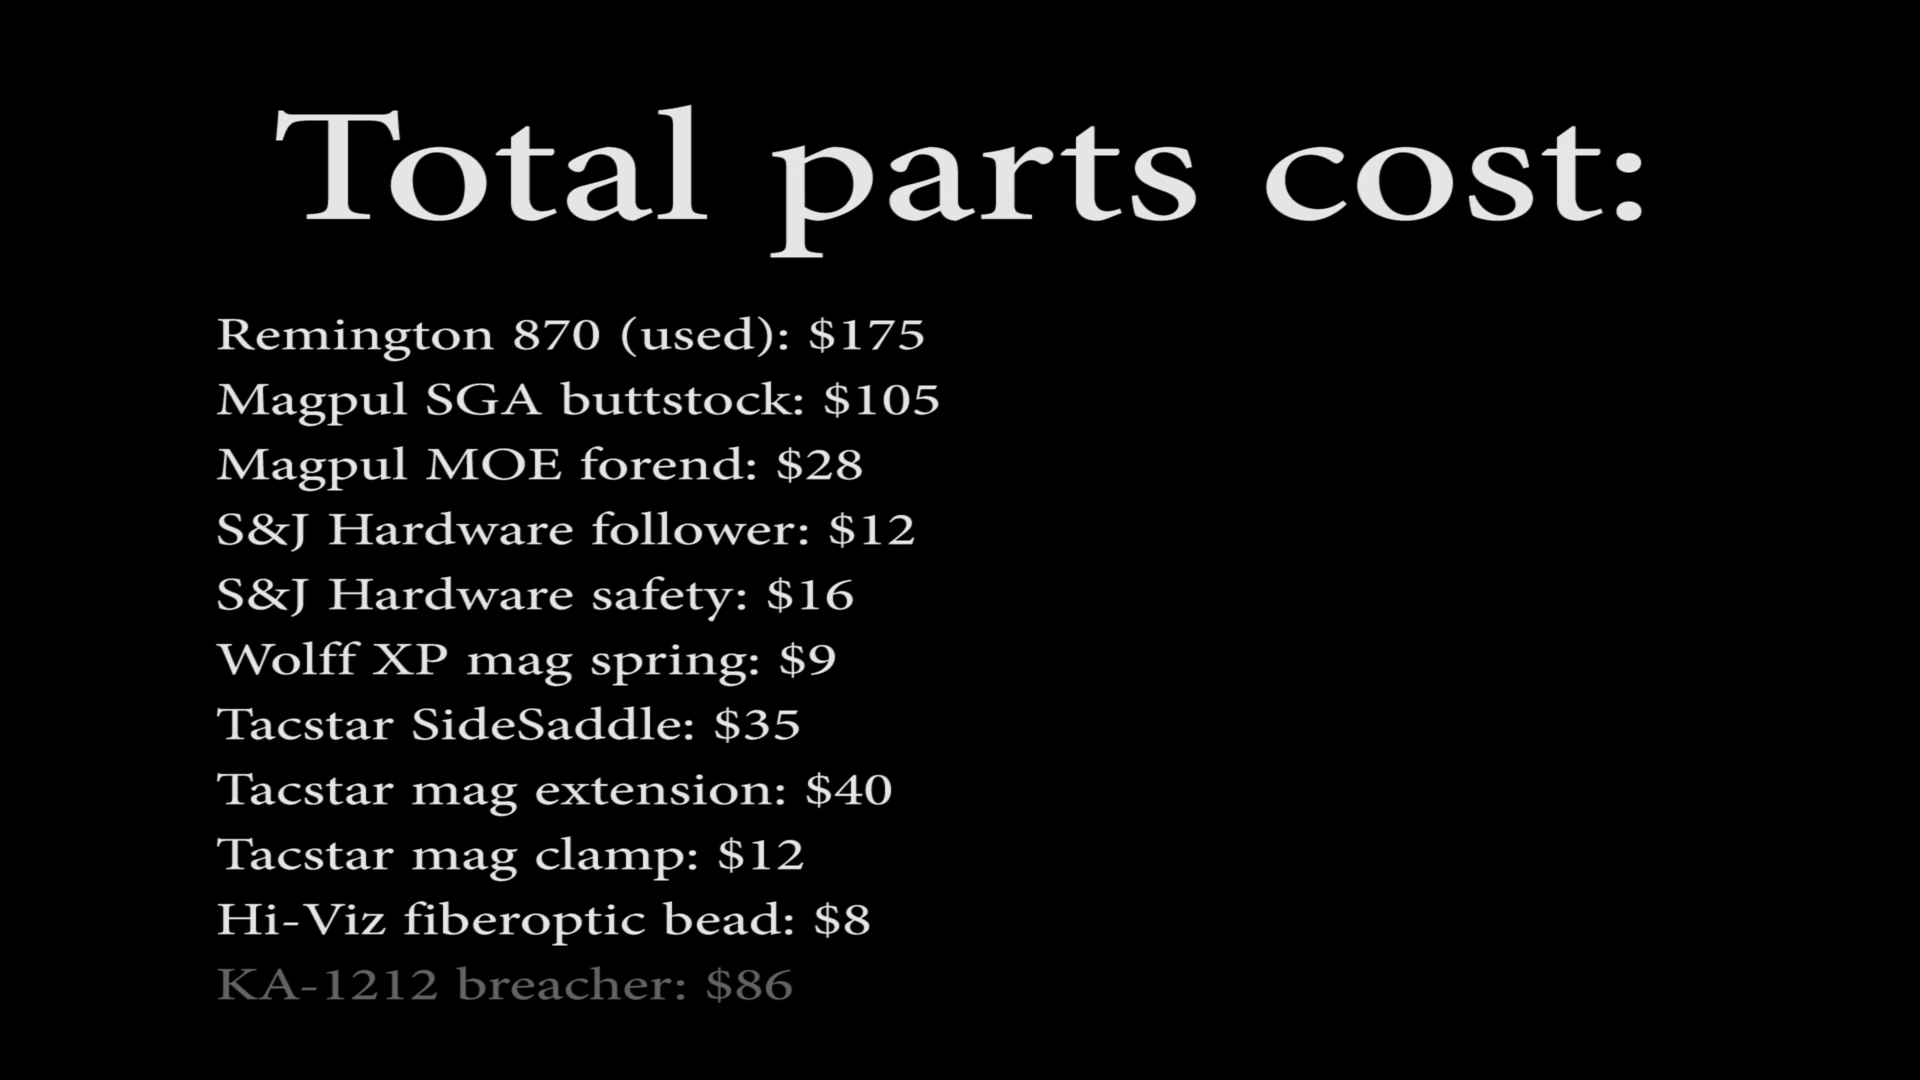 Total parts cost:
Remington 870 (used): $175
Magpul SGA buttstock: $105
Magpul MOE forend: $28
S&J Hardware follower: $12
S&J Hardware safety: $16
Wolff XP mag spring: $9
Tacstar SideSaddle: $35
Tacstar mag extension: $40
Tacstar mag clamp: $12
Hi-Viz fiberoptic bead: $8
KA-1212 breacher: $86